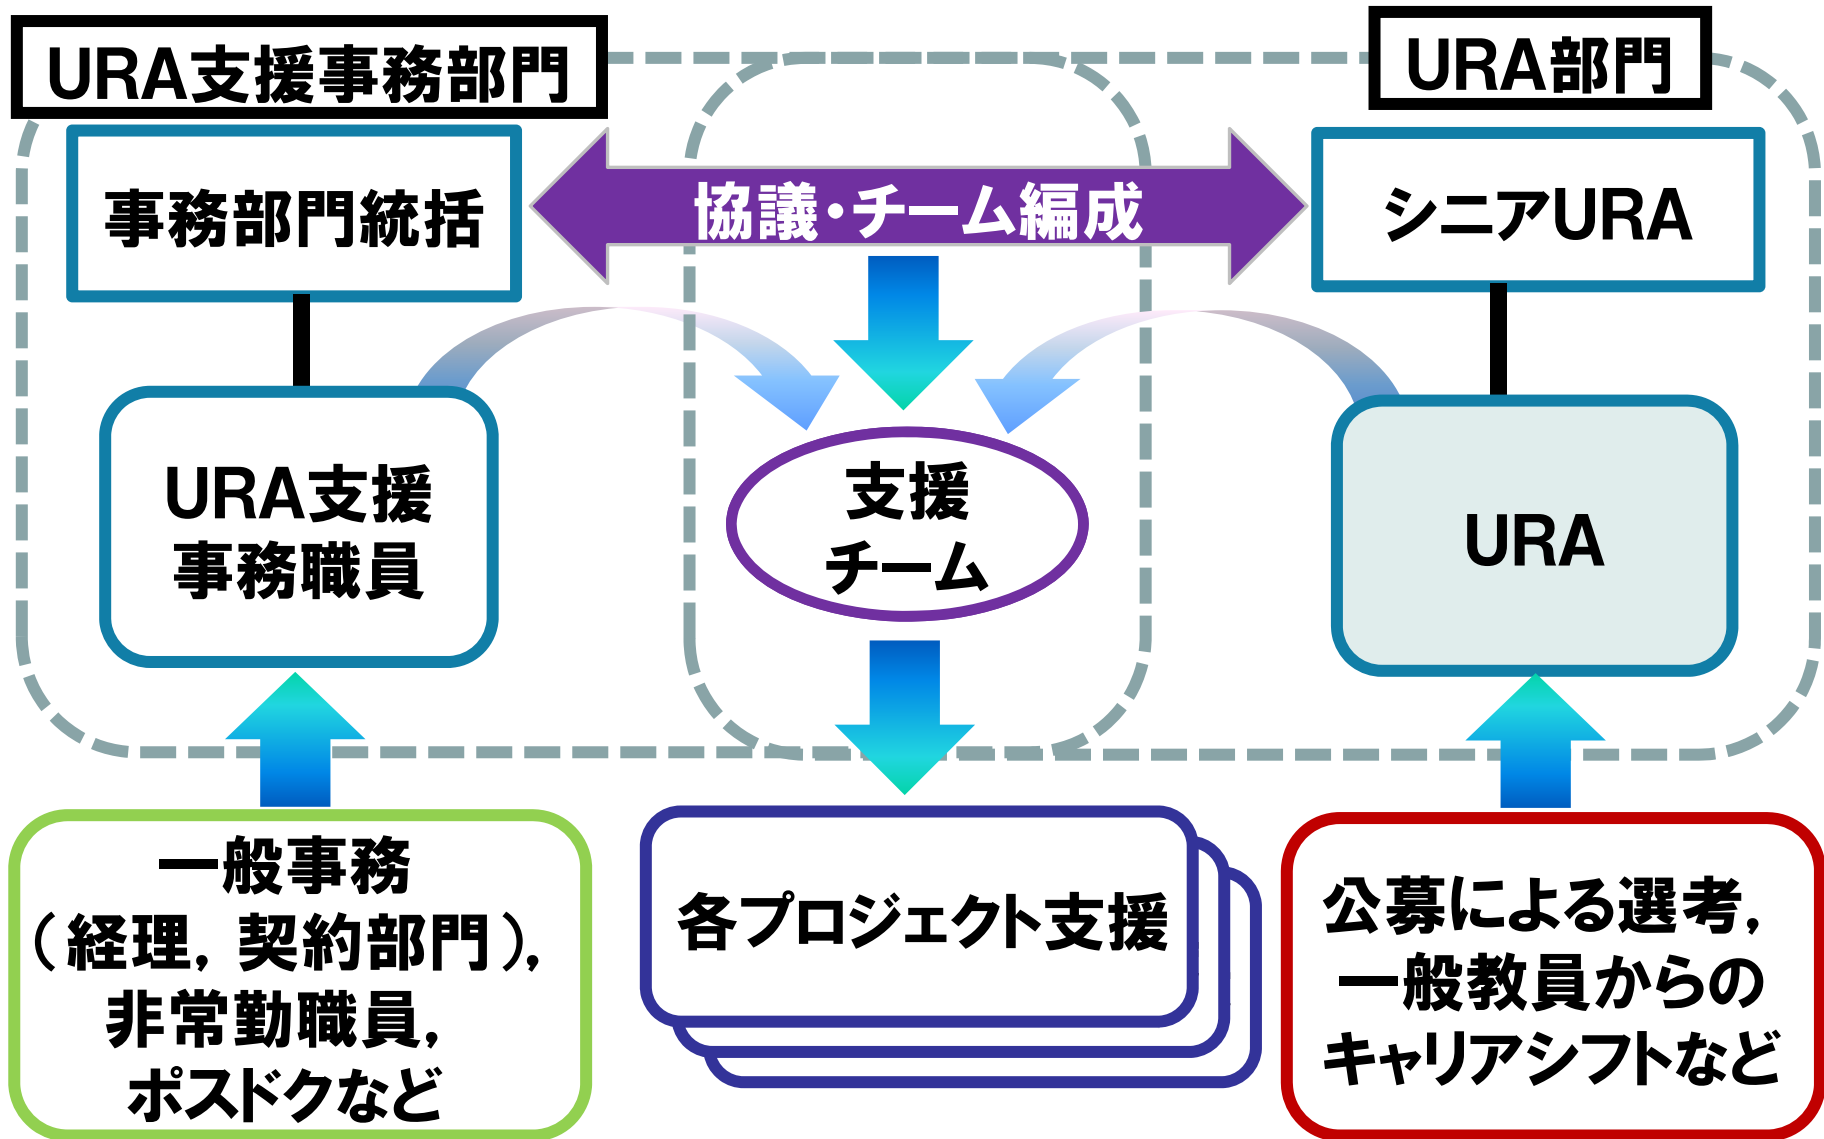 URA支援事務部門
URA部門
事務部門統括
協議・チーム編成
シニアURA
URA支援
事務職員
支援
チーム
URA
一般事務
（経理，契約部門），
非常勤職員，
ポスドクなど
各プロジェクト支援
公募による選考，
一般教員からの
キャリアシフトなど